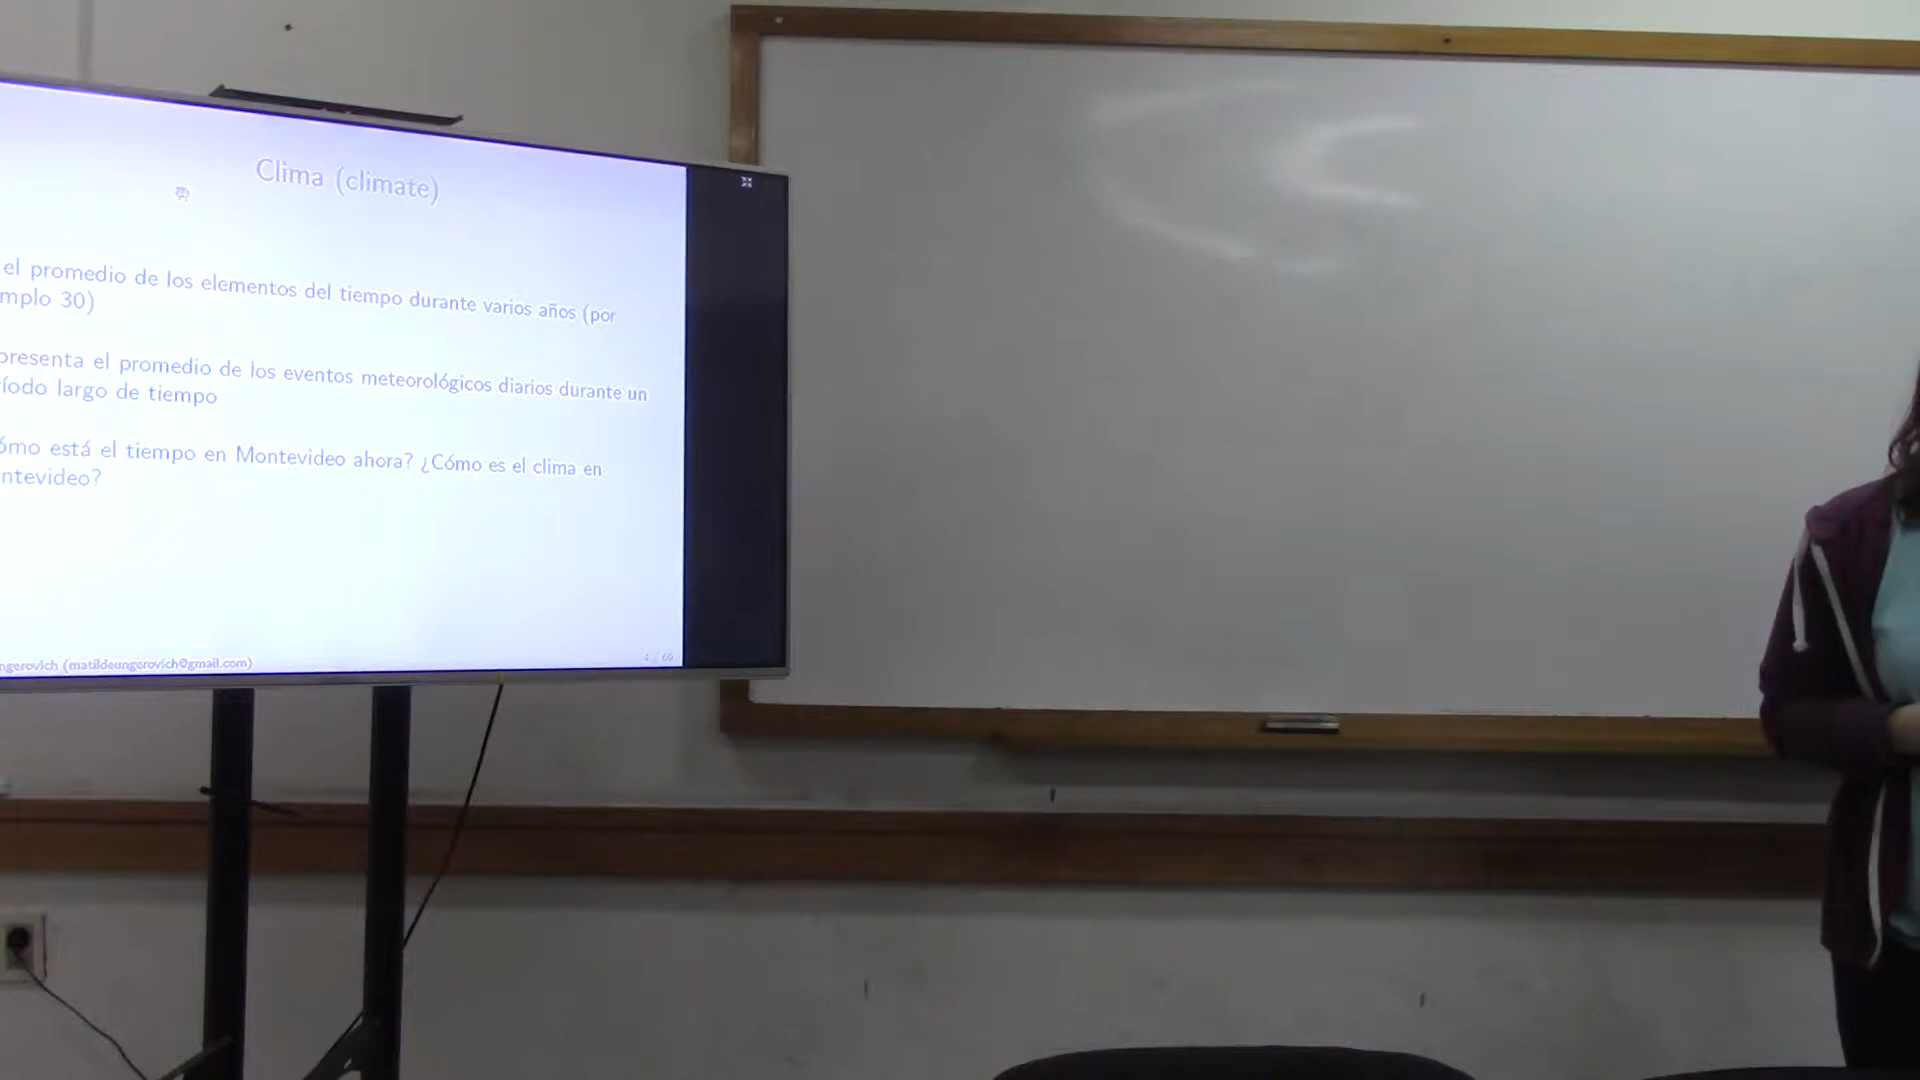 Clima (climate)
el promedio de los elementos del tiempo durante varios años (por
mplo 30)
presenta el promedio de los eventos meteorológicos diarios durante un
íodo largo de tiempo
ómo está el tiempo en Montevideo ahora? ¿Cómo es el clima en
ntevideo?
ngerovich (matildeungerovich@gmail.com)
4 / 69